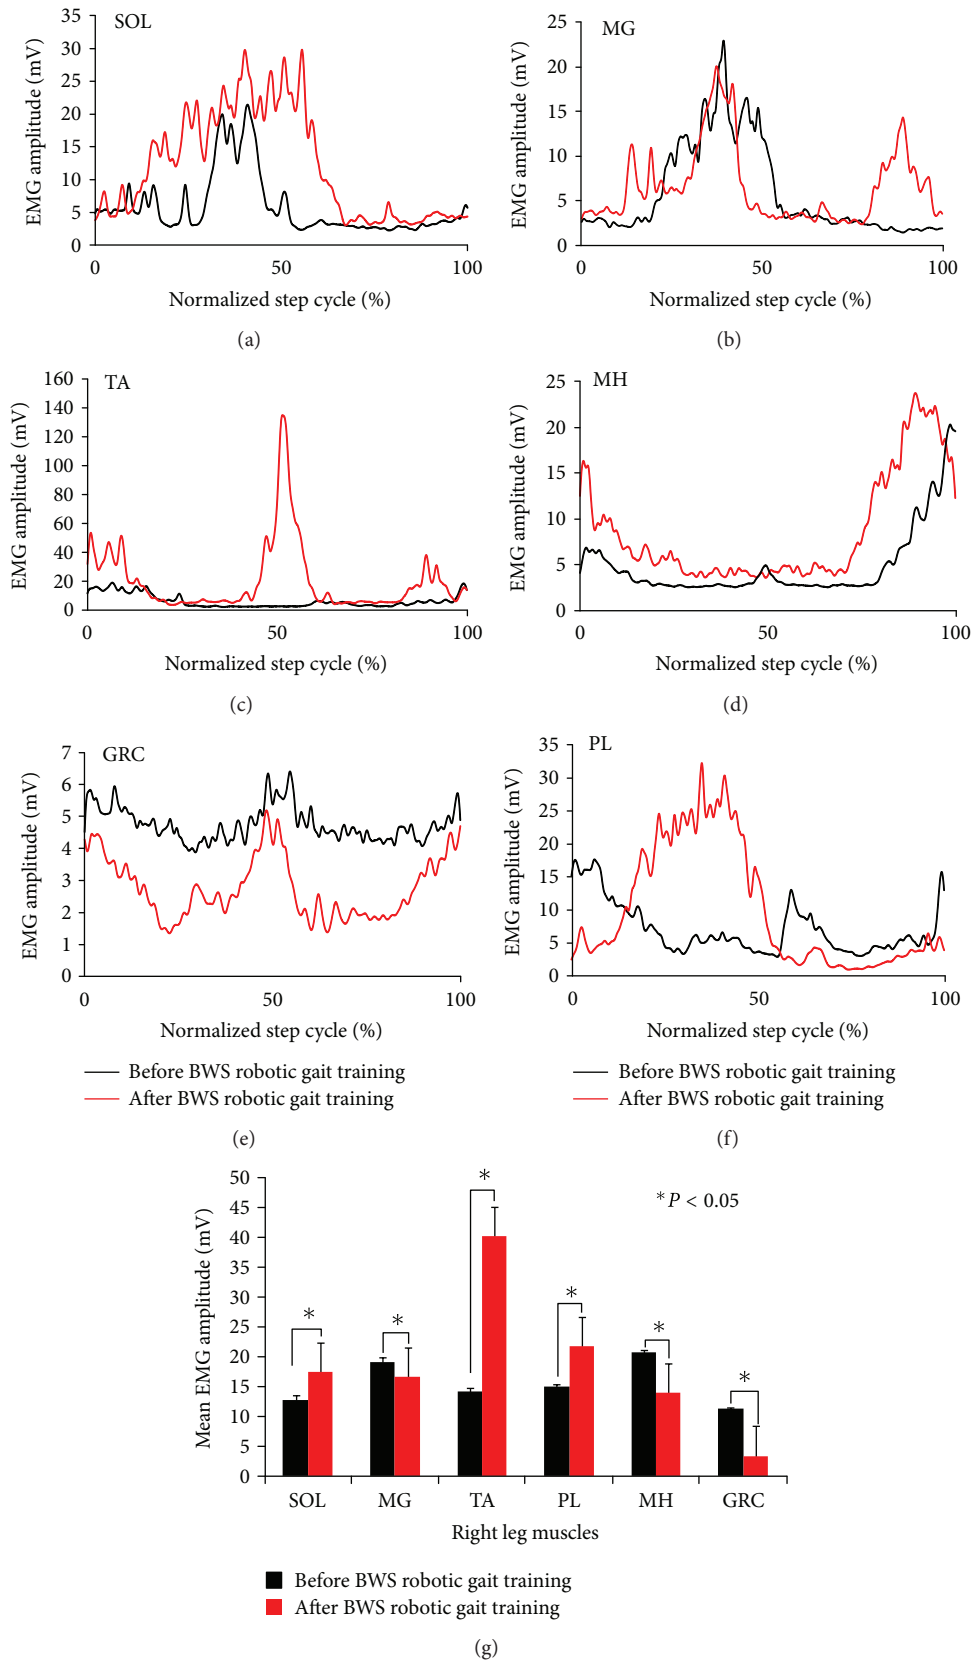 SOL
35
30
25
20
15
10
5
0
EMG amplitude (mV)
0 50 100
Normalized step cycle (%)
(a)
MG
25
20
15
10
5
0
EMG amplitude (mV)
0 50 100
Normalized step cycle (%)
(b)
TA
160
140
120
100
80
60
40
20
0
EMG amplitude (mV)
0 50 100
Normalized step cycle (%)
(c)
MH
25
20
15
10
5
0
EMG amplitude (mV)
0 50 100
Normalized step cycle (%)
(d)
GRC
7
6
5
4
3
2
1
0
EMG amplitude (mV)
0 50 100
Normalized step cycle (%)
Before BWS robotic gait training
After BWS robotic gait training
(e)
PL
35
30
25
20
15
10
5
0
EMG amplitude (mV)
0 50 100
Normalized step cycle (%)
Before BWS robotic gait training
After BWS robotic gait training
(f)
50
45
40
35
30
25
20
15
10
5
0
Mean EMG amplitude (mV)
* * * * * *
*P < 0.05
SOL MG TA PL MH GRC
Right leg muscles
Before BWS robotic gait training
After BWS robotic gait training
(g)